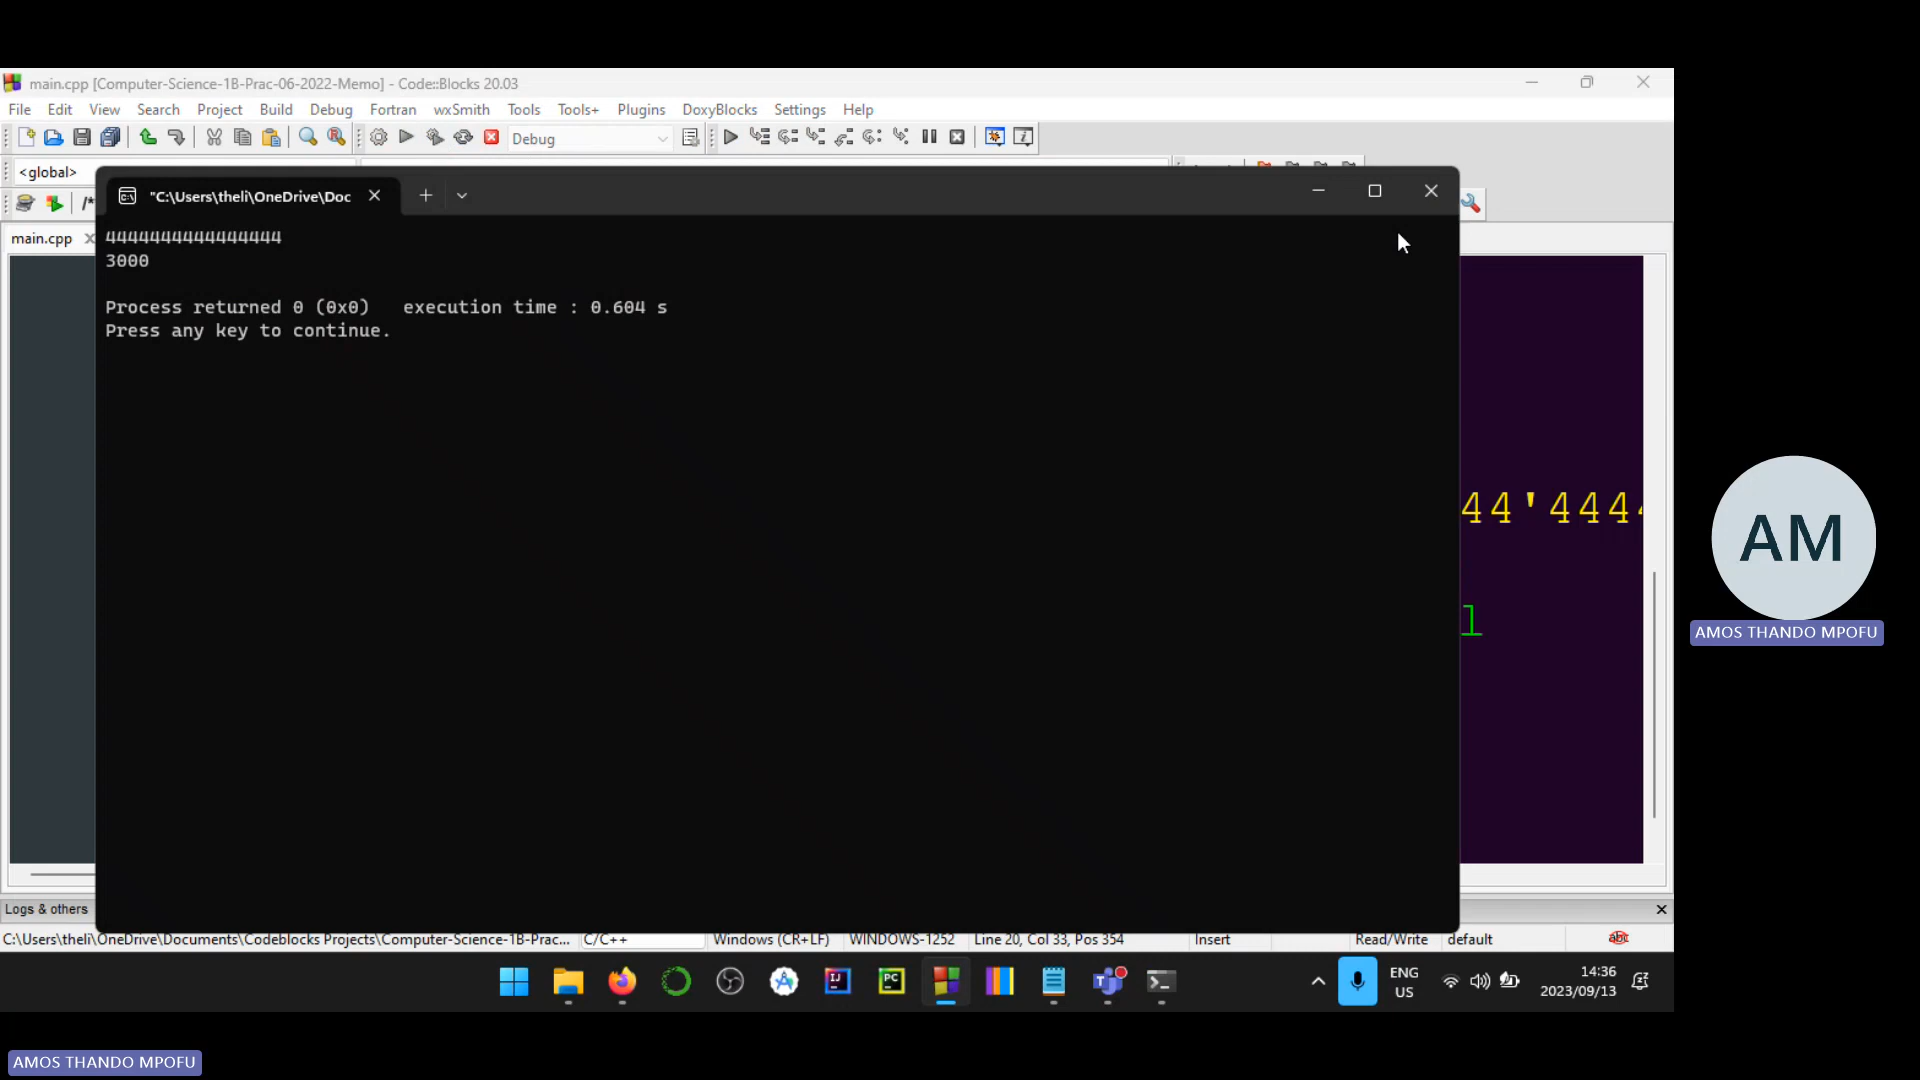 main.cpp [Computer-Science-1B-Prac-06-2022-Memo] - Code::Blocks 20.03
File Edit View Search Project Build Debug Fortran wxSmith Tools Tools+ Plugins DoxyBlocks Settings Help
Debug
<global>
"C:\Users\theli\OneDrive\Doc
/*
main.cpp
4444444444444444
3000
Process returned 0 (0x0)   execution time : 0.604 s
Press any key to continue.
44'444
l
AM
AMOS THANDO MPOFU
Logs & others
C:\Users\theli\OneDrive\Documents\Codeblocks Projects\Computer-Science-1B-Prac... C/C++ Windows (CR+LF) WINDOWS-1252 Line 20, Col 33, Pos 354 Insert Read/Write default abc
ENG
US
14:36
2023/09/13
AMOS THANDO MPOFU